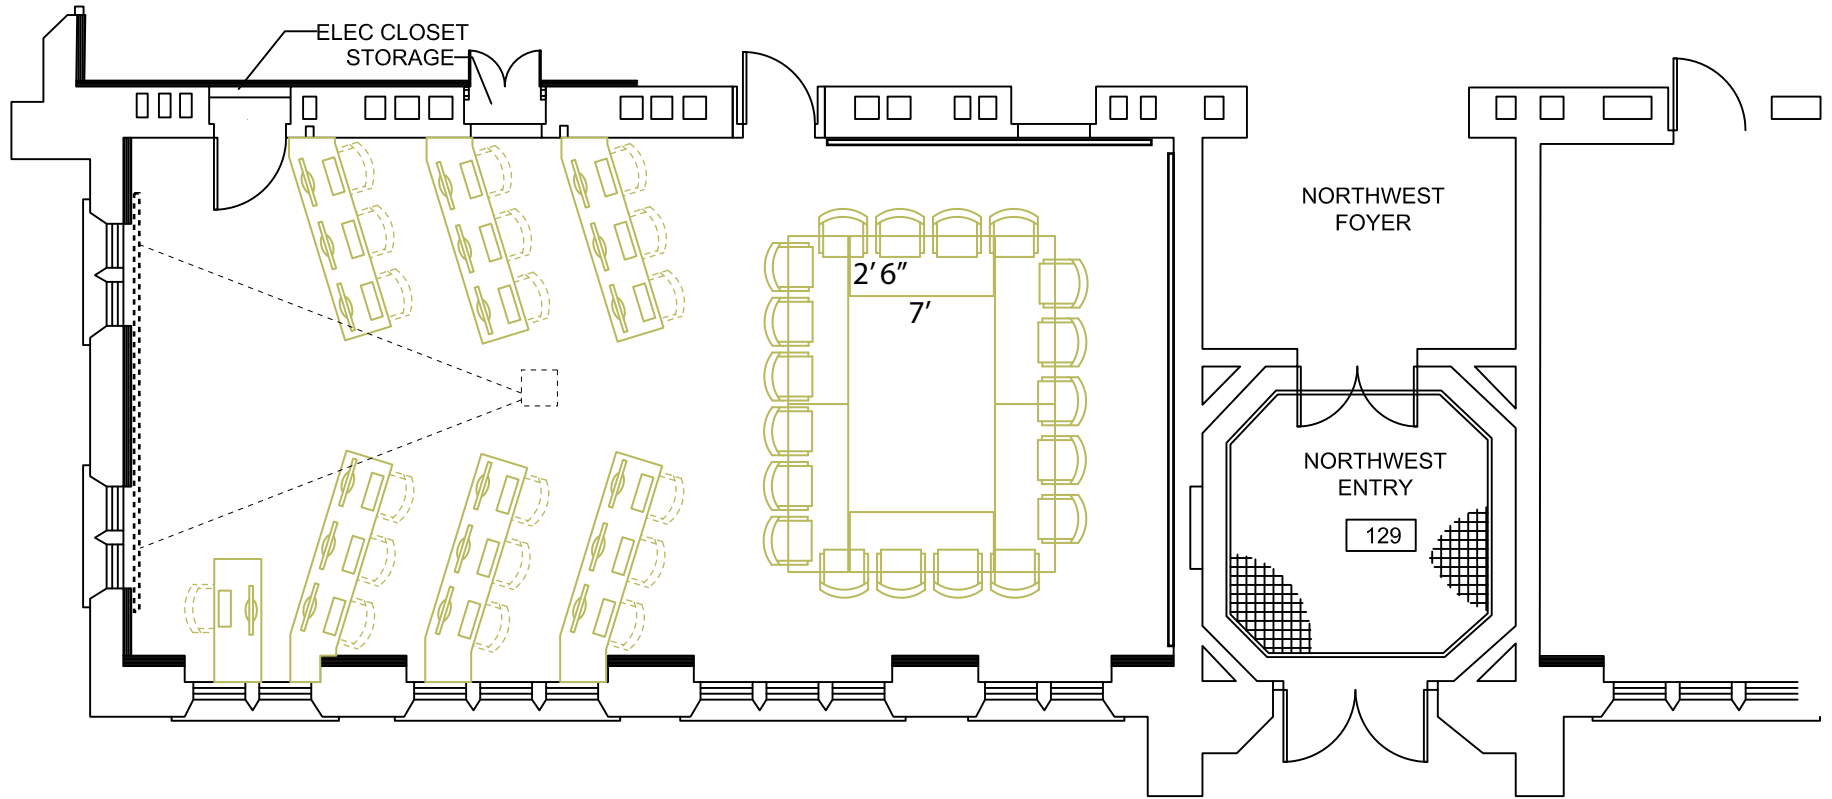 ELEC CLOSET
STORAGE
NORTHWEST
FOYER
2' 6"
7'
NORTHWEST
ENTRY
129